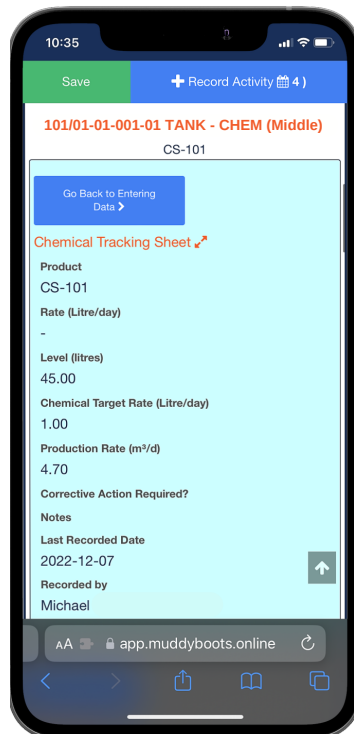 10:35
Save
Record Activity 4 )
101/01-01-001-01 TANK - CHEM (Middle)
CS-101
Go Back to Entering
Data
Chemical Tracking Sheet
Product
CS-101
Rate (Litre/day)
-
Level (litres)
45.00
Chemical Target Rate (Litre/day)
1.00
Production Rate (m³/d)
4.70
Corrective Action Required?
Notes
Last Recorded Date
2022-12-07
Recorded by
Michael
AA
app.muddyboots.online